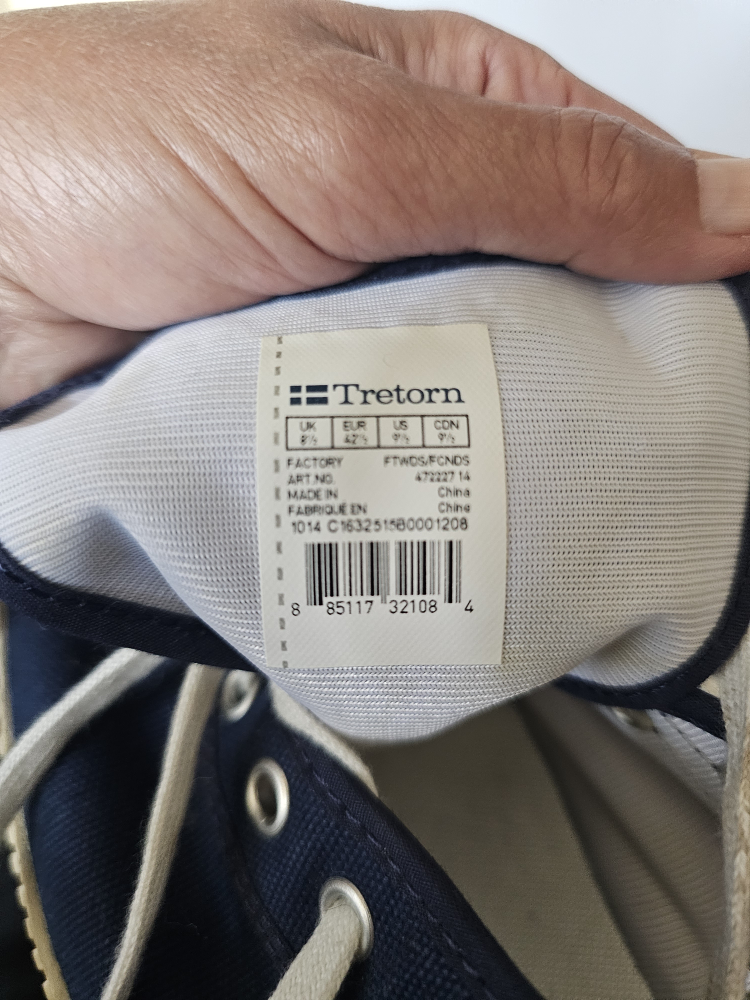 Tretorn
UK EUR US CDN
8½ 42½ 9½ 9½
FACTORY FTWDS/FCNDS
ART.NO. 472227 14
MADE IN China
FABRIQUÉ EN Chine
1014 C1632515B0001208
8 85117 32108 4